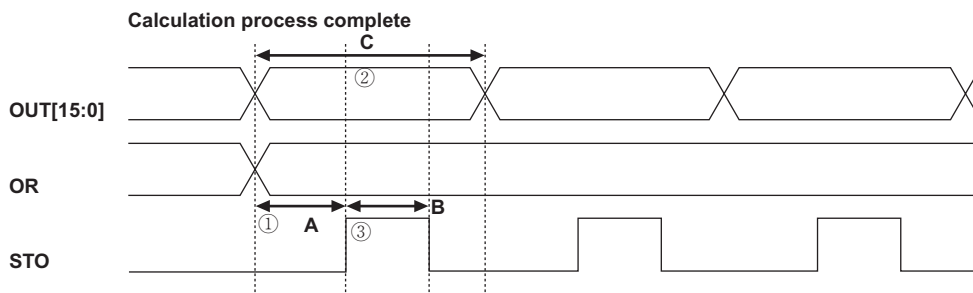 Calculation process complete
C
②
OUT[15:0]
OR
① A B
③
STO